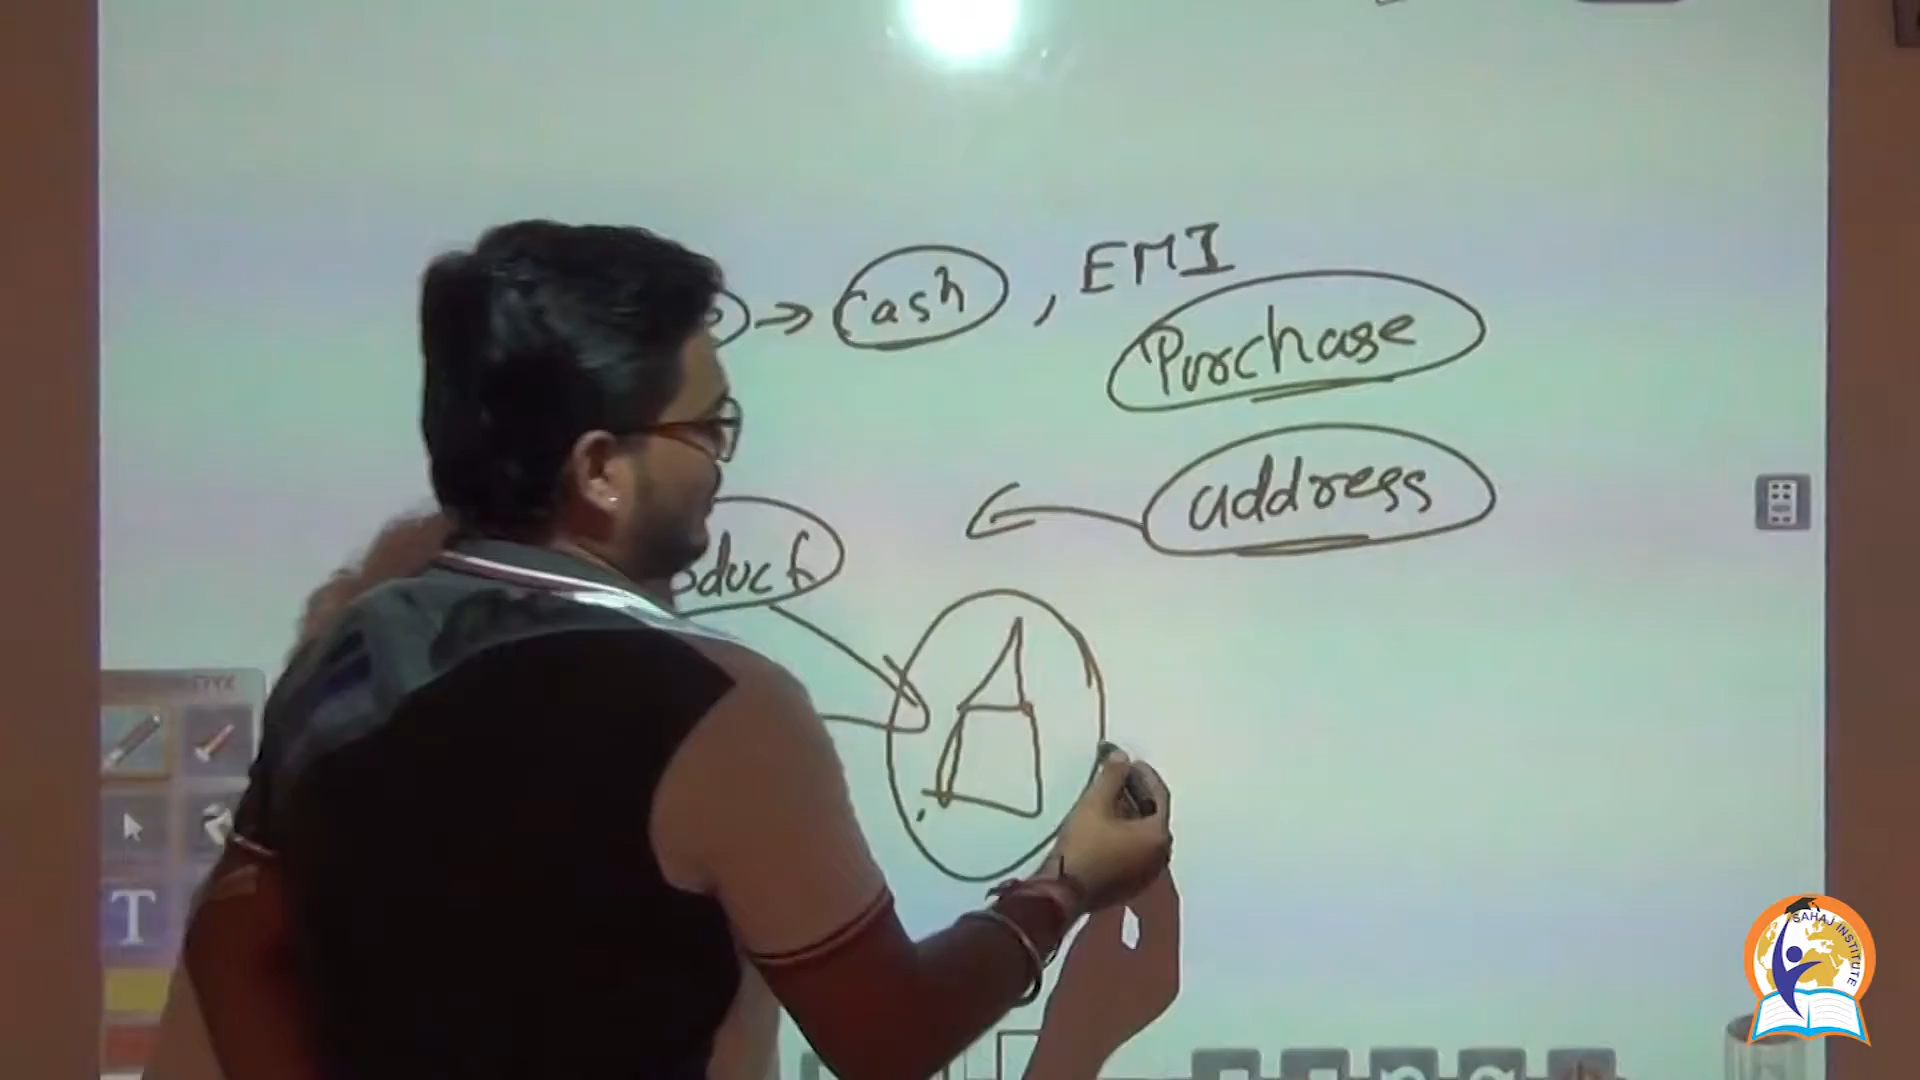 cash , EMI
Purchase
address
T
SAHAJ INSTITUTE